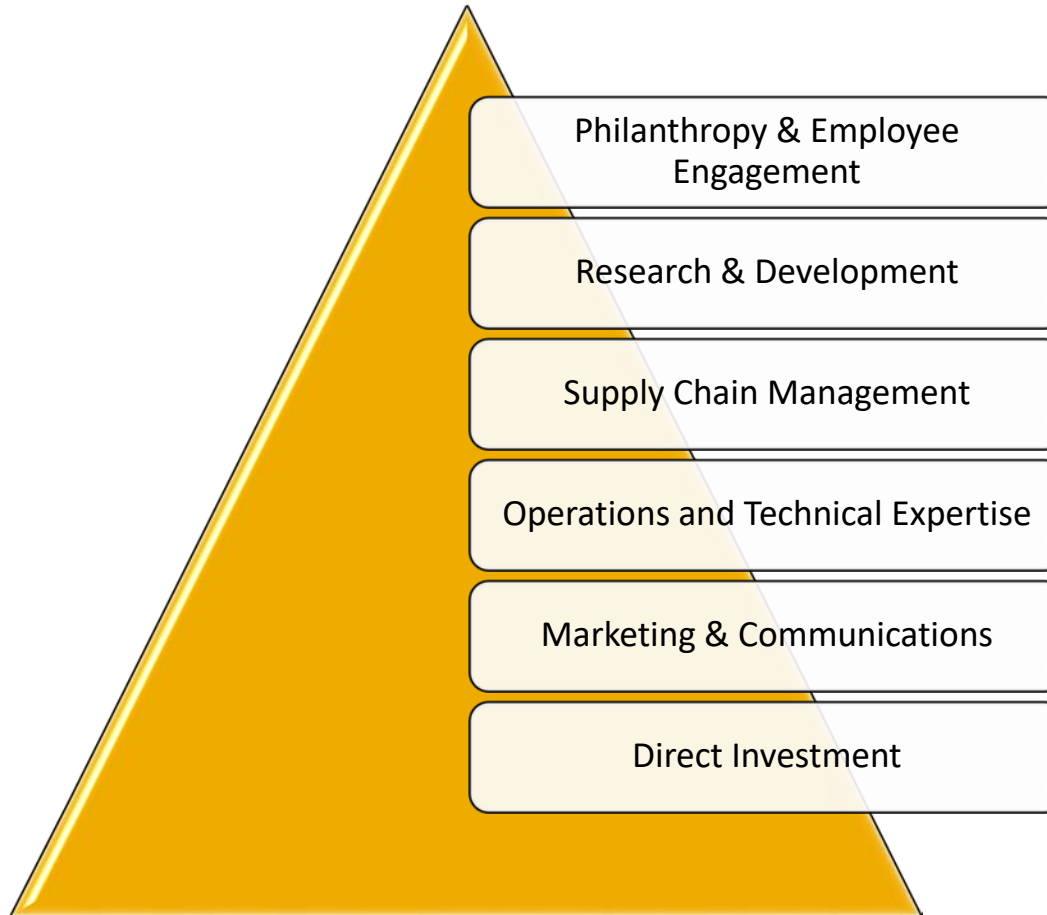 Philanthropy & Employee
Engagement
Research & Development
Supply Chain Management
Operations and Technical Expertise
Marketing & Communications
Direct Investment